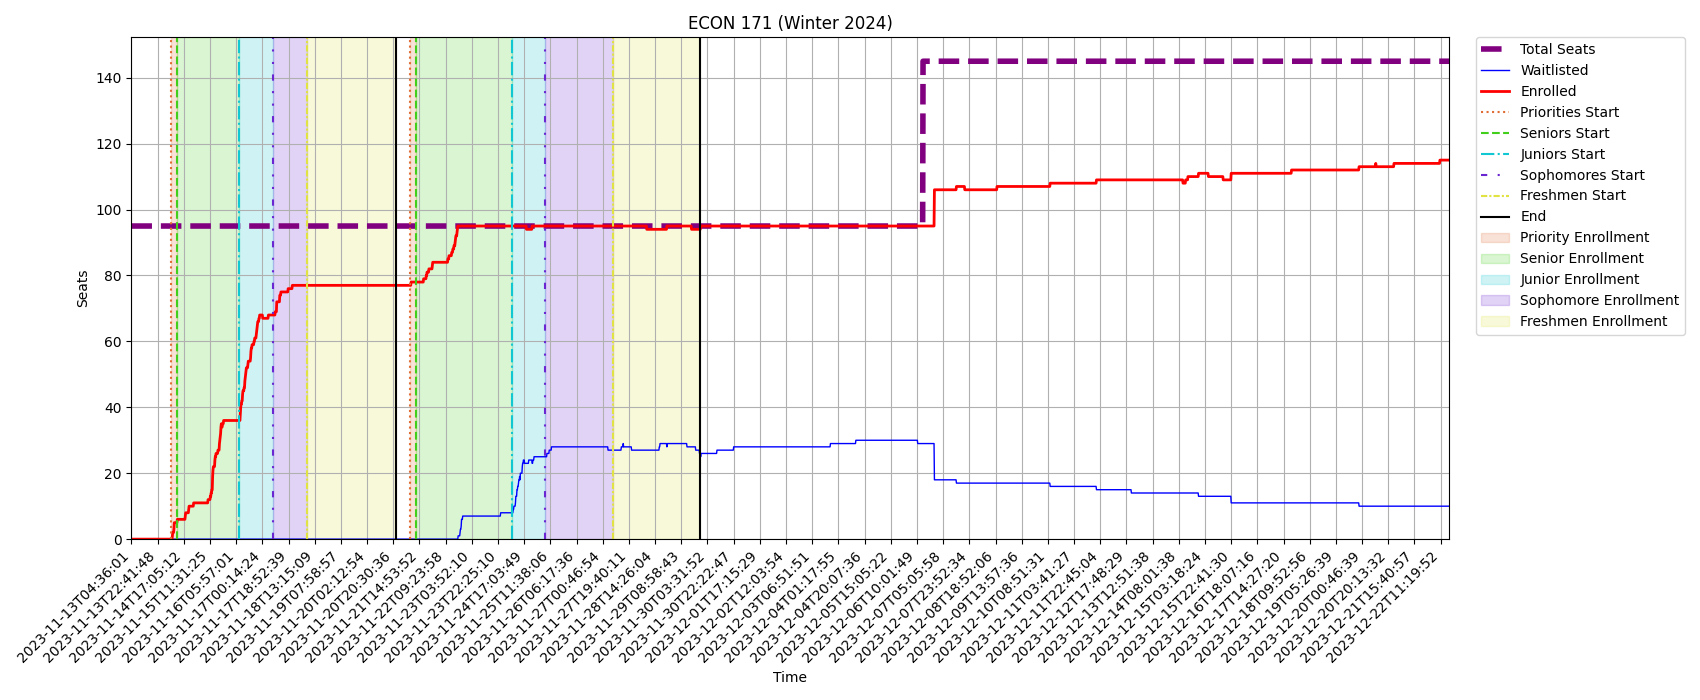 ECON 171 (Winter 2024)
Seats
140
120
100
80
60
40
20
0
2023-11-13T04:36:01
2023-11-13T22:41:48
2023-11-14T17:05:12
2023-11-15T11:31:25
2023-11-16T05:57:01
2023-11-17T00:14:24
2023-11-17T18:52:39
2023-11-18T13:15:09
2023-11-19T07:58:57
2023-11-20T02:12:54
2023-11-20T20:30:36
2023-11-21T14:53:52
2023-11-22T09:23:58
2023-11-23T03:52:10
2023-11-23T22:25:10
2023-11-24T17:03:49
2023-11-25T11:38:06
2023-11-26T06:17:36
2023-11-27T00:46:54
2023-11-27T19:40:11
2023-11-28T14:26:04
2023-11-29T08:58:43
2023-11-30T03:31:52
2023-11-30T22:22:47
2023-12-01T17:15:29
2023-12-02T12:03:54
2023-12-03T06:51:51
2023-12-04T01:17:55
2023-12-04T20:07:36
2023-12-05T15:05:22
2023-12-06T10:01:49
2023-12-07T05:05:58
2023-12-07T23:52:34
2023-12-08T18:52:06
2023-12-09T13:57:36
2023-12-10T08:51:31
2023-12-11T03:41:27
2023-12-11T22:45:04
2023-12-12T17:48:29
2023-12-13T12:51:38
2023-12-14T08:01:38
2023-12-15T03:18:24
2023-12-15T22:41:30
2023-12-16T18:07:16
2023-12-17T14:27:20
2023-12-18T09:52:56
2023-12-19T05:26:39
2023-12-20T00:46:39
2023-12-20T20:13:32
2023-12-21T15:40:57
2023-12-22T11:19:52
Time
Total Seats
Waitlisted
Enrolled
Priorities Start
Seniors Start
Juniors Start
Sophomores Start
Freshmen Start
End
Priority Enrollment
Senior Enrollment
Junior Enrollment
Sophomore Enrollment
Freshmen Enrollment